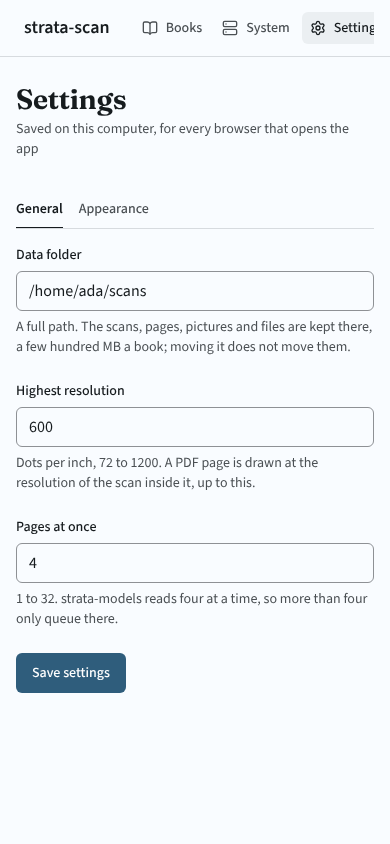 strata-scan Books System Setting
Settings
Saved on this computer, for every browser that opens the
app
General Appearance
Data folder
/home/ada/scans
A full path. The scans, pages, pictures and files are kept there,
a few hundred MB a book; moving it does not move them.
Highest resolution
600
Dots per inch, 72 to 1200. A PDF page is drawn at the
resolution of the scan inside it, up to this.
Pages at once
4
1 to 32. strata-models reads four at a time, so more than four
only queue there.
Save settings